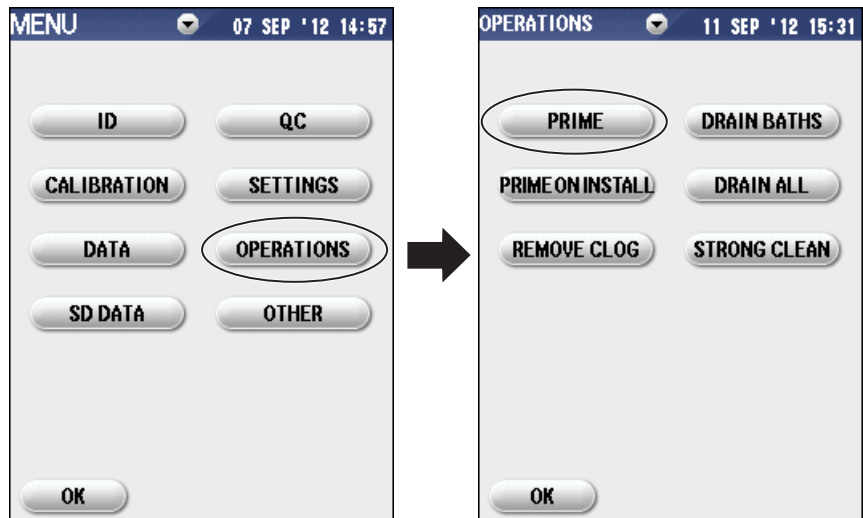 MENU 07 SEP '12 14:57
ID QC
CALIBRATION SETTINGS
DATA OPERATIONS
SD DATA OTHER
OK
OPERATIONS 11 SEP '12 15:31
PRIME DRAIN BATHS
PRIME ON INSTALL DRAIN ALL
REMOVE CLOG STRONG CLEAN
OK